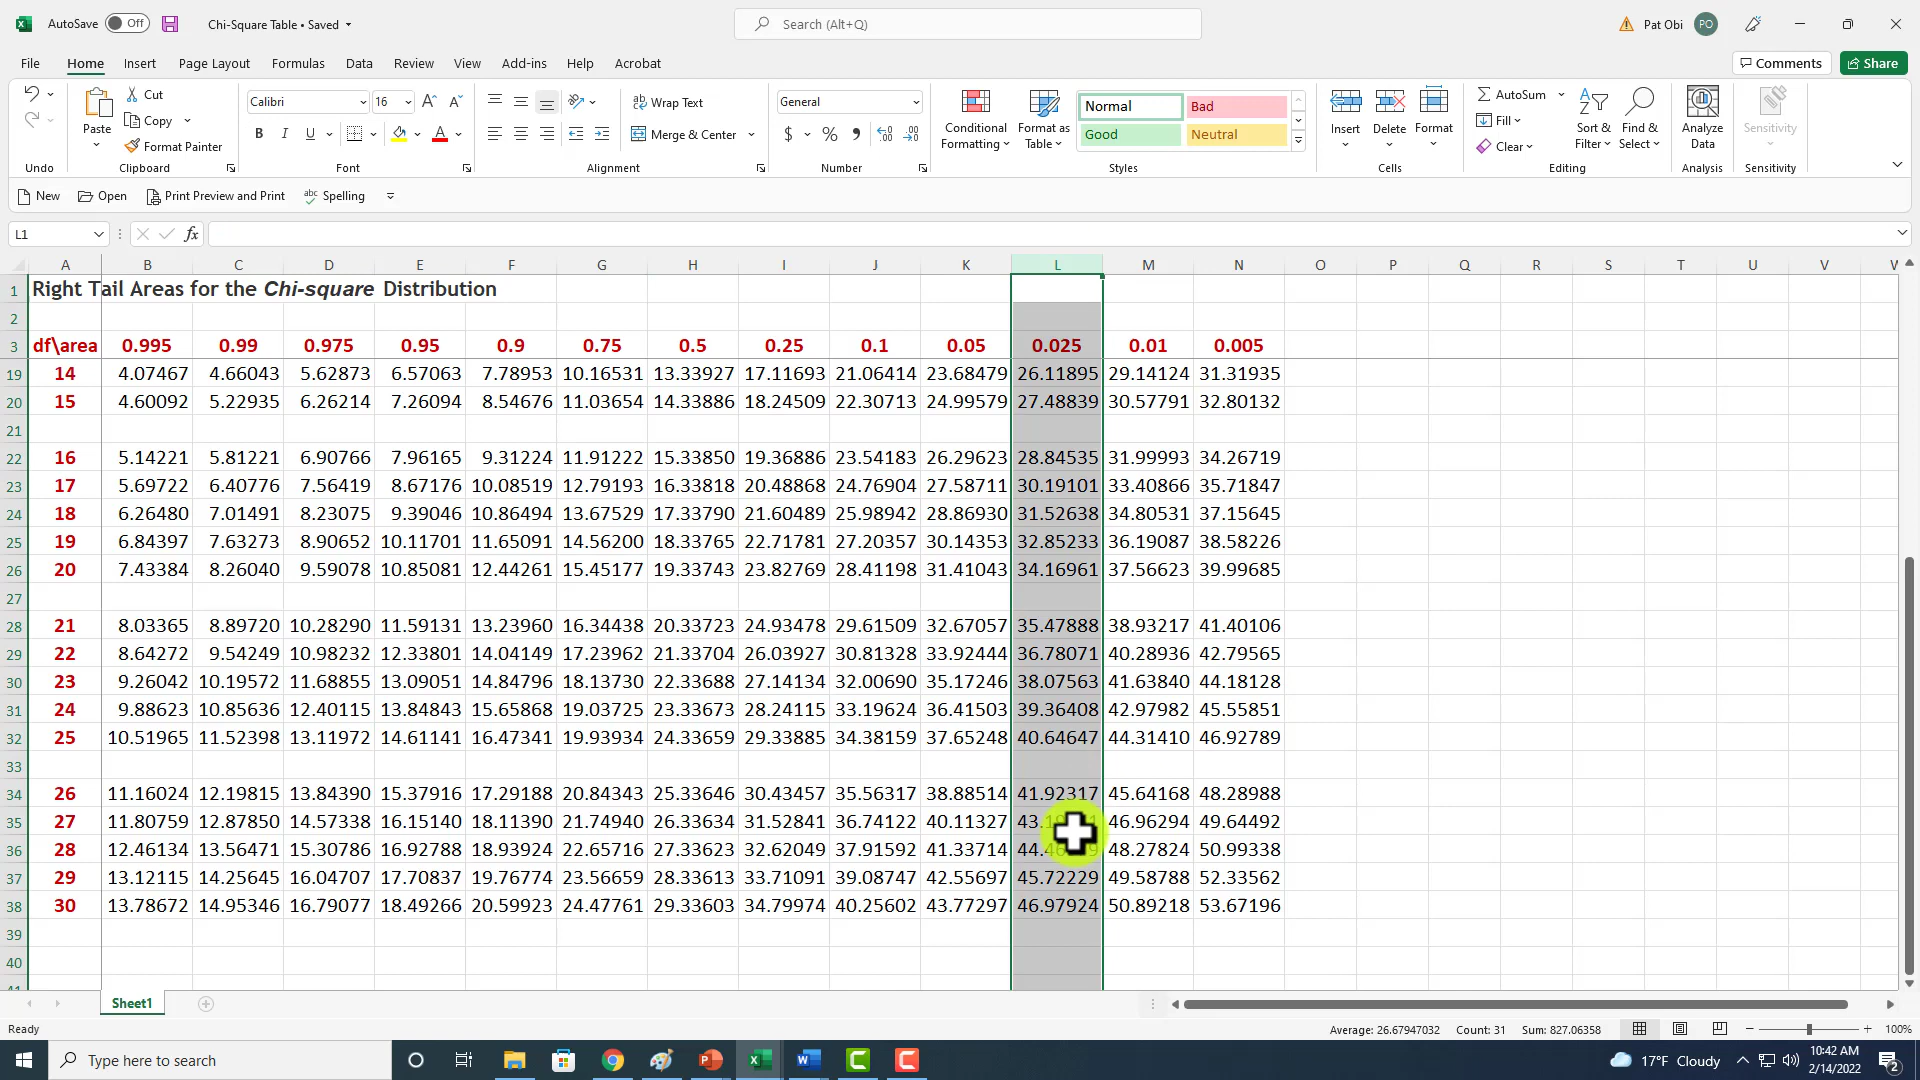 AutoSave Off Chi-Square Table • Saved Search (Alt+Q) Pat Obi PO
File Home Insert Page Layout Formulas Data Review View Add-ins Help Acrobat Comments Share
Cut Calibri 16 Wrap Text General Normal Bad AutoSum
Paste Copy Conditional Format as Insert Delete Format Fill Sort & Find & Analyze Sensitivity
B I U Merge & Center $ % Formatting Table Good Neutral Filter Select Data
Format Painter Clear
Undo Clipboard Font Alignment Number Styles Cells Editing Analysis Sensitivity
New Open Print Preview and Print Spelling
L1 fx
A B C D E F G H I J K L M N O P Q R S T U V W
1 Right Tail Areas for the Chi-square Distribution
2
3 df\area 0.995 0.99 0.975 0.95 0.9 0.75 0.5 0.25 0.1 0.05 0.025 0.01 0.005
19 14 4.07467 4.66043 5.62873 6.57063 7.78953 10.16531 13.33927 17.11693 21.06414 23.68479 26.11895 29.14124 31.31935
20 15 4.60092 5.22935 6.26214 7.26094 8.54676 11.03654 14.33886 18.24509 22.30713 24.99579 27.48839 30.57791 32.80132
21
22 16 5.14221 5.81221 6.90766 7.96165 9.31224 11.91222 15.33850 19.36886 23.54183 26.29623 28.84535 31.99993 34.26719
23 17 5.69722 6.40776 7.56419 8.67176 10.08519 12.79193 16.33818 20.48868 24.76904 27.58711 30.19101 33.40866 35.71847
24 18 6.26480 7.01491 8.23075 9.39046 10.86494 13.67529 17.33790 21.60489 25.98942 28.86930 31.52638 34.80531 37.15645
25 19 6.84397 7.63273 8.90652 10.11701 11.65091 14.56200 18.33765 22.71781 27.20357 30.14353 32.85233 36.19087 38.58226
26 20 7.43384 8.26040 9.59078 10.85081 12.44261 15.45177 19.33743 23.82769 28.41198 31.41043 34.16961 37.56623 39.99685
27
28 21 8.03365 8.89720 10.28290 11.59131 13.23960 16.34438 20.33723 24.93478 29.61509 32.67057 35.47888 38.93217 41.40106
29 22 8.64272 9.54249 10.98232 12.33801 14.04149 17.23962 21.33704 26.03927 30.81328 33.92444 36.78071 40.28936 42.79565
30 23 9.26042 10.19572 11.68855 13.09051 14.84796 18.13730 22.33688 27.14134 32.00690 35.17246 38.07563 41.63840 44.18128
31 24 9.88623 10.85636 12.40115 13.84843 15.65868 19.03725 23.33673 28.24115 33.19624 36.41503 39.36408 42.97982 45.55851
32 25 10.51965 11.52398 13.11972 14.61141 16.47341 19.93934 24.33659 29.33885 34.38159 37.65248 40.64647 44.31410 46.92789
33
34 26 11.16024 12.19815 13.84390 15.37916 17.29188 20.84343 25.33646 30.43457 35.56317 38.88514 41.92317 45.64168 48.28988
35 27 11.80759 12.87850 14.57338 16.15140 18.11390 21.74940 26.33634 31.52841 36.74122 40.11327 46.96294 49.64492
36 28 12.46134 13.56471 15.30786 16.92788 18.93924 22.65716 27.33623 32.62049 37.91592 41.33714 48.27824 50.99338
37 29 13.12115 14.25645 16.04707 17.70837 19.76774 23.56659 28.33613 33.71091 39.08747 42.55697 45.72229 49.58788 52.33562
38 30 13.78672 14.95346 16.79077 18.49266 20.59923 24.47761 29.33603 34.79974 40.25602 43.77297 46.97924 50.89218 53.67196
39
40
41
Sheet1
Ready Average: 26.67947032 Count: 31 Sum: 827.06358 100%
Type here to search 17°F Cloudy 10:42 AM
2/14/2022 2